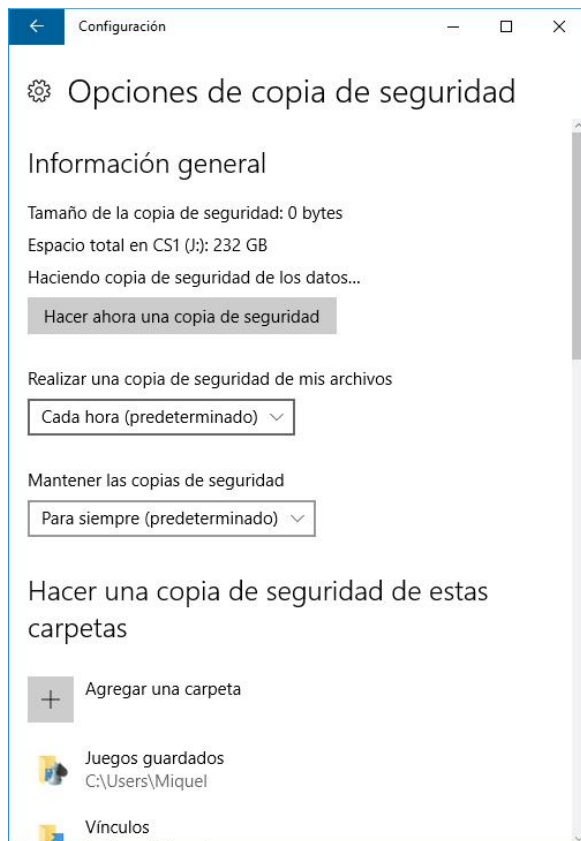 Configuración
Opciones de copia de seguridad
Información general
Tamaño de la copia de seguridad: 0 bytes
Espacio total en CS1 (J:): 232 GB
Haciendo copia de seguridad de los datos...
Hacer ahora una copia de seguridad
Realizar una copia de seguridad de mis archivos
Cada hora (predeterminado)
Mantener las copias de seguridad
Para siempre (predeterminado)
Hacer una copia de seguridad de estas
carpetas
Agregar una carpeta
Juegos guardados
C:\Users\Miquel
Vínculos